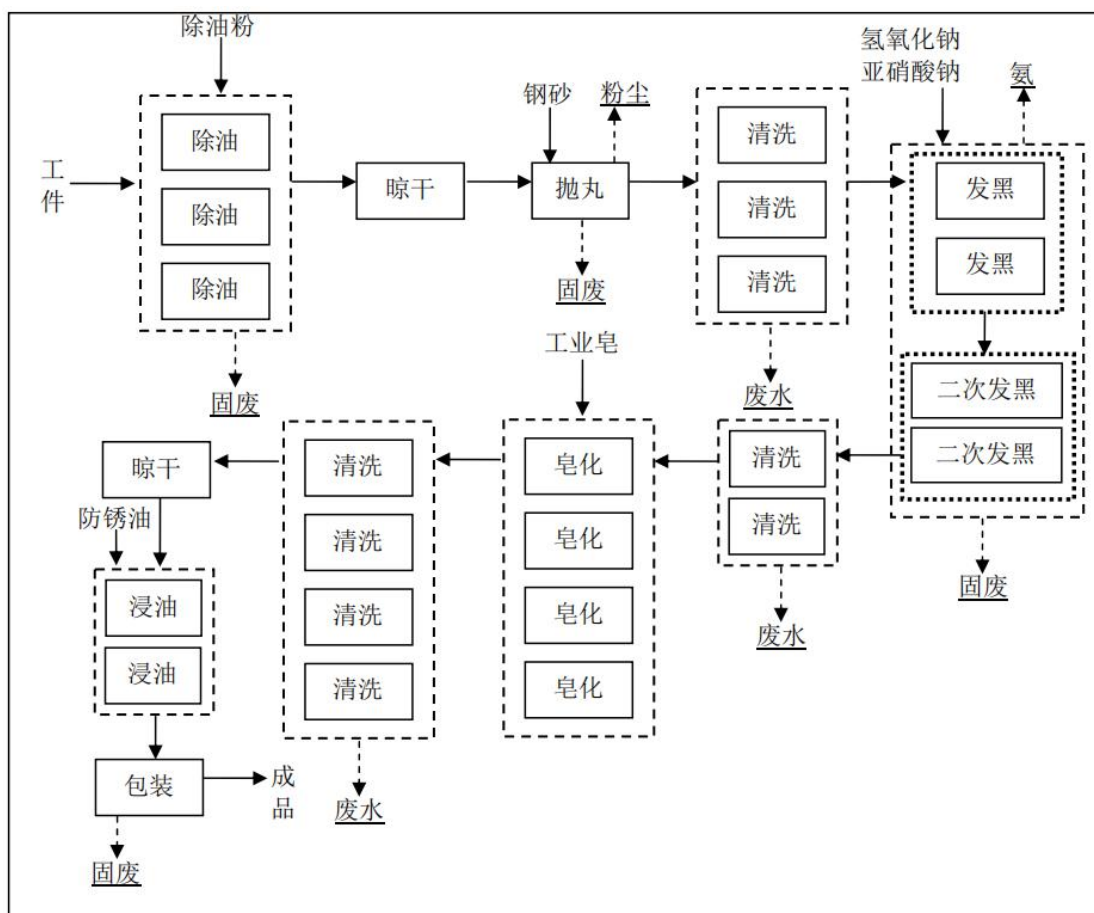 除油粉
除油
除油
除油
工
件
固废
晾干
钢砂
粉尘
抛丸
固废
清洗
清洗
清洗
废水
氢氧化钠
亚硝酸钠
氨
发黑
发黑
二次发黑
二次发黑
固废
清洗
清洗
废水
工业皂
皂化
皂化
皂化
皂化
清洗
清洗
清洗
清洗
废水
晾干
防锈油
浸油
浸油
包装
成
品
固废